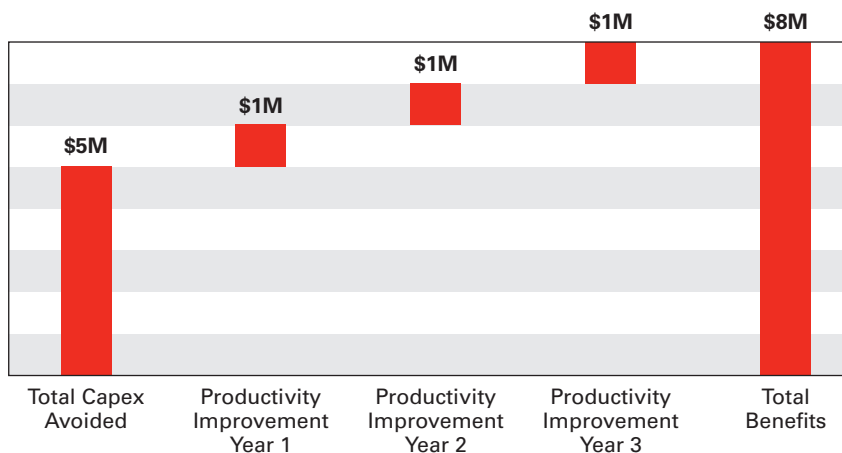 $5M
$1M
$1M
$1M
$8M
Total Capex
Avoided
Productivity
Improvement
Year 1
Productivity
Improvement
Year 2
Productivity
Improvement
Year 3
Total
Benefits